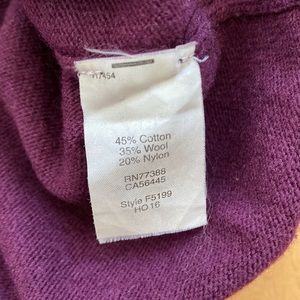 45% Cotton
35% Wool
20% Nylon
RN77388
CA56445
Style F5199
HO16